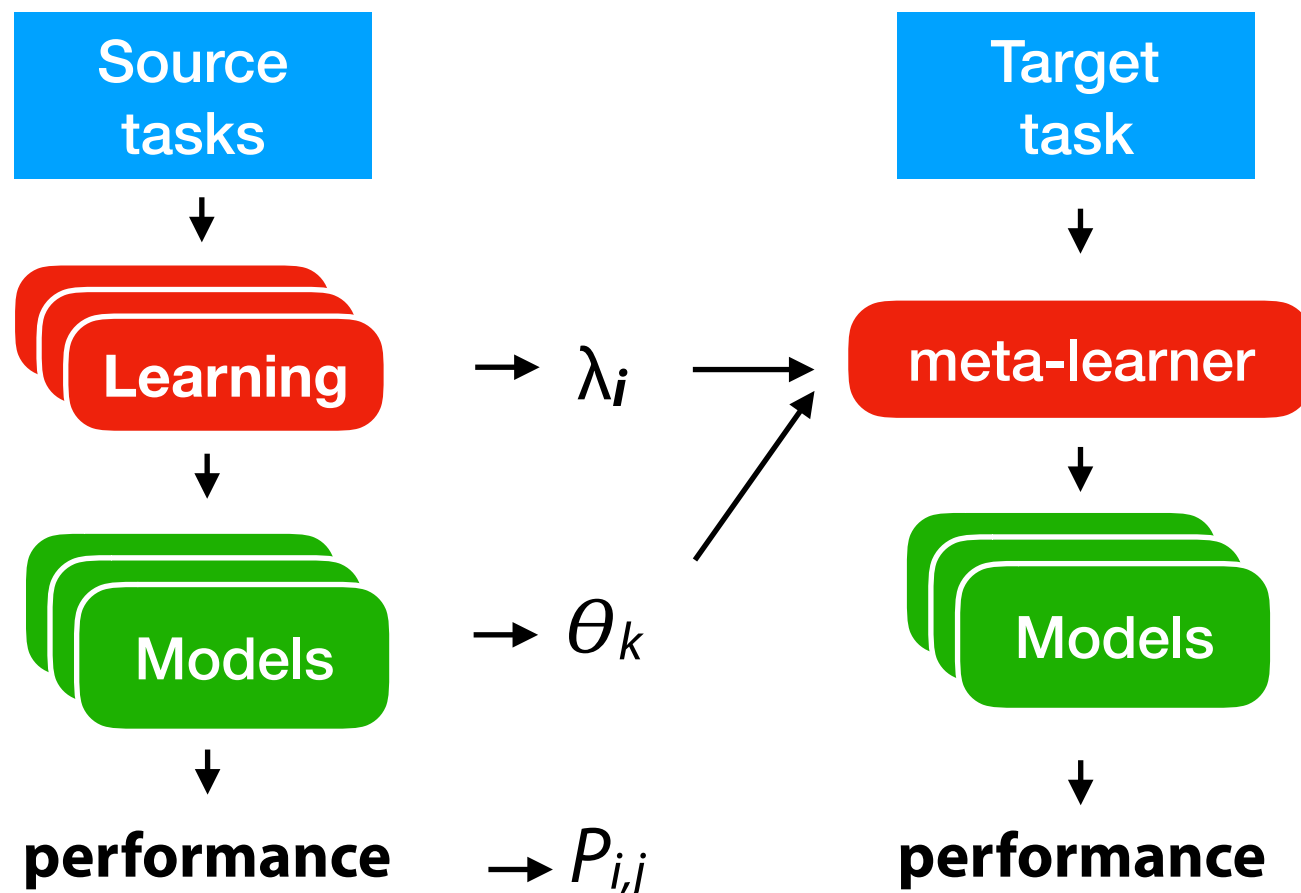 Source
tasks
Target
task
Learning
λi
meta-learner
Models
θk
Models
performance
Pi,j
performance